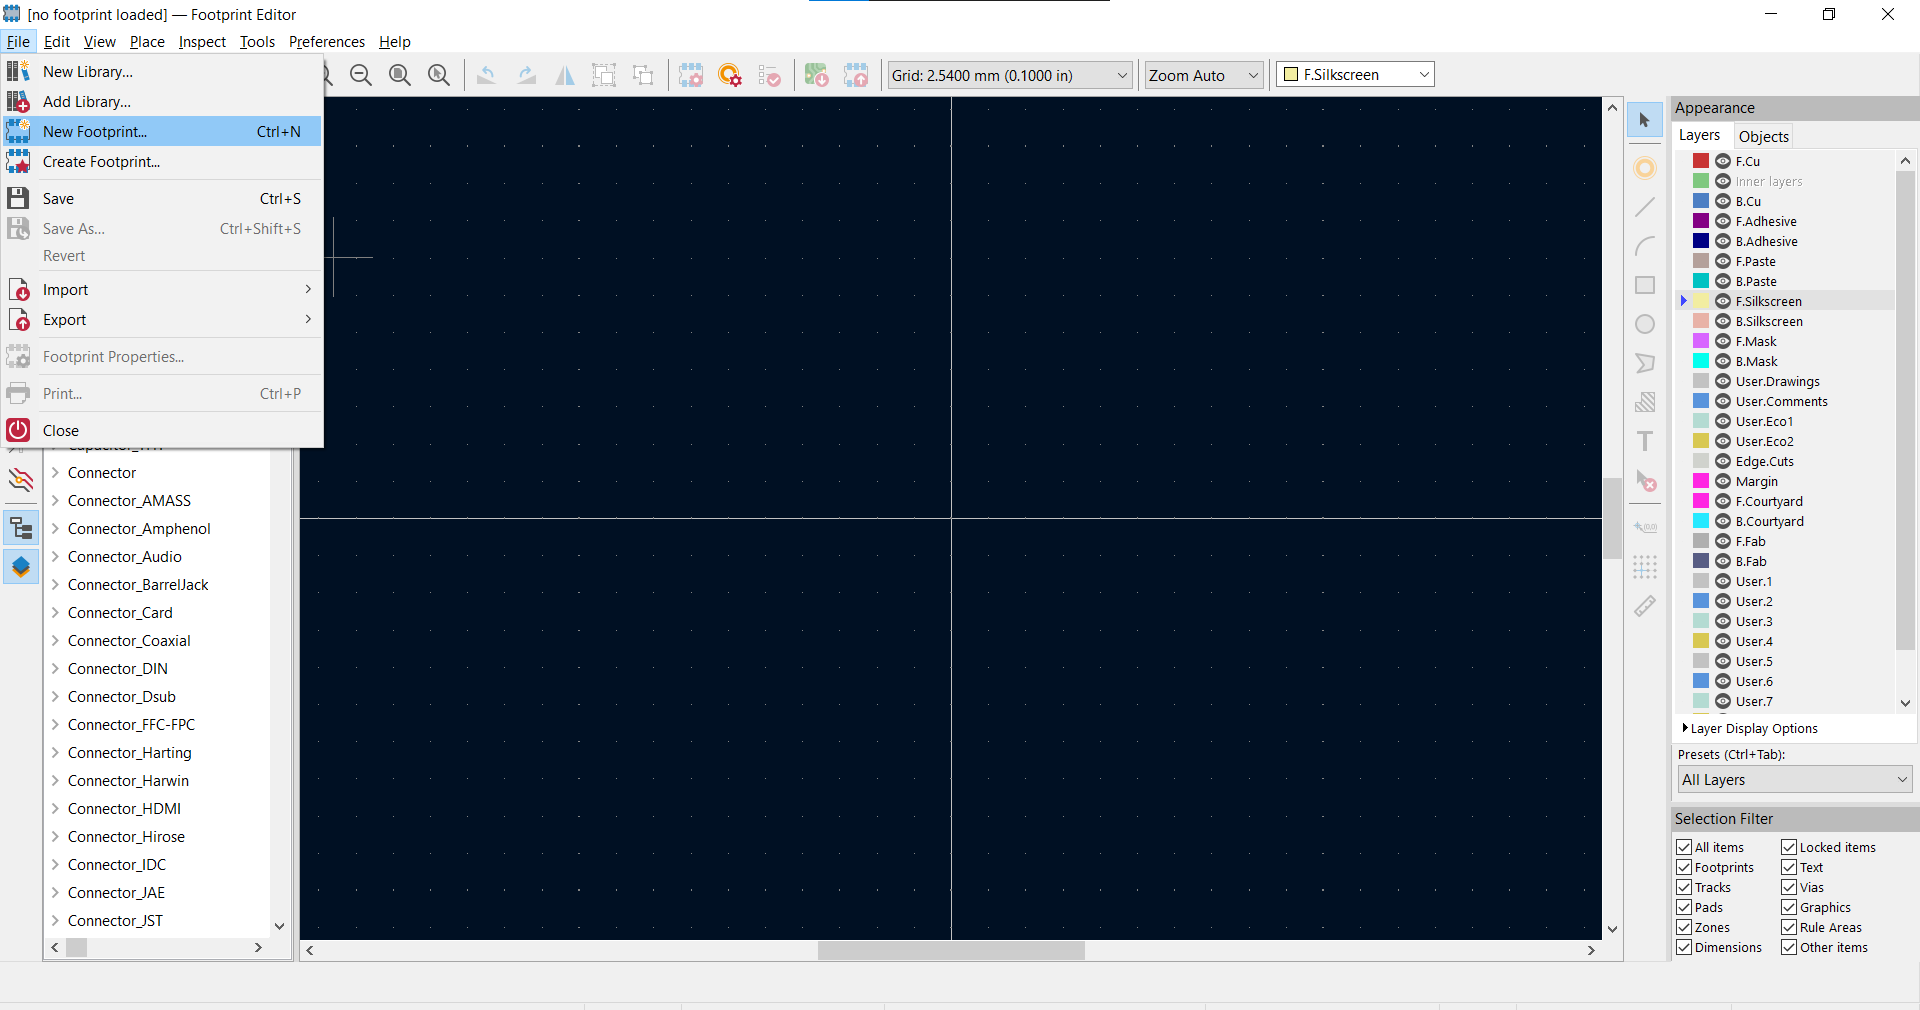 [no footprint loaded] — Footprint Editor
File Edit View Place Inspect Tools Preferences Help
New Library...
Add Library...
New Footprint... Ctrl+N
Create Footprint...
Save Ctrl+S
Save As... Ctrl+Shift+S
Revert
Import
Export
Footprint Properties...
Print... Ctrl+P
Close
Grid: 2.5400 mm (0.1000 in)
Zoom Auto
F.Silkscreen
Connector
Connector_AMASS
Connector_Amphenol
Connector_Audio
Connector_BarrelJack
Connector_Card
Connector_Coaxial
Connector_DIN
Connector_Dsub
Connector_FFC-FPC
Connector_Harting
Connector_Harwin
Connector_HDMI
Connector_Hirose
Connector_IDC
Connector_JAE
Connector_JST
(0,0)
Appearance
Layers Objects
F.Cu
Inner layers
B.Cu
F.Adhesive
B.Adhesive
F.Paste
B.Paste
F.Silkscreen
B.Silkscreen
F.Mask
B.Mask
User.Drawings
User.Comments
User.Eco1
User.Eco2
Edge.Cuts
Margin
F.Courtyard
B.Courtyard
F.Fab
B.Fab
User.1
User.2
User.3
User.4
User.5
User.6
User.7
Layer Display Options
Presets (Ctrl+Tab):
All Layers
Selection Filter
All items Locked items
Footprints Text
Tracks Vias
Pads Graphics
Zones Rule Areas
Dimensions Other items